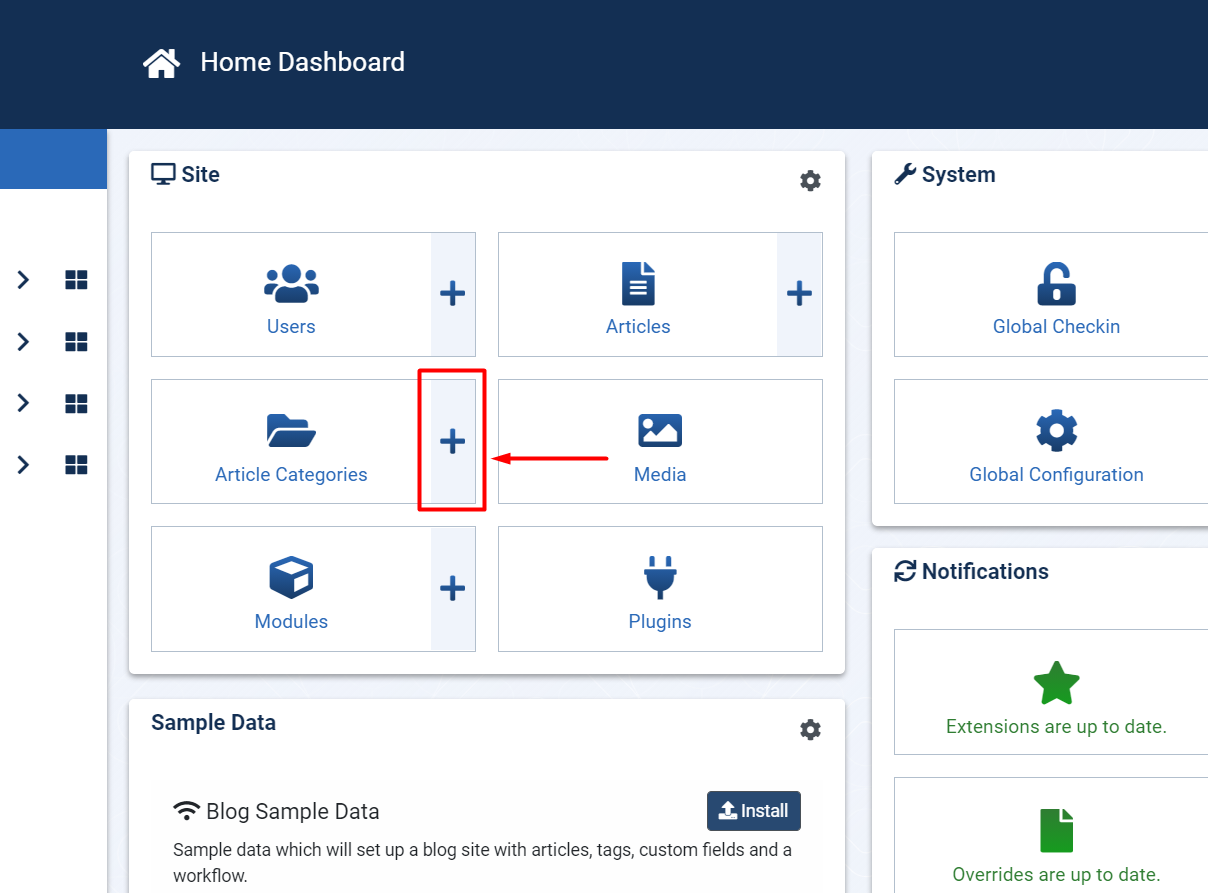 Home Dashboard
Site
Users
Articles
Article Categories
Media
Modules
Plugins
Sample Data
Blog Sample Data
Install
Sample data which will set up a blog site with articles, tags, custom fields and a
workflow.
System
Global Checkin
Global Configuration
Notifications
Extensions are up to date.
Overrides are up to date.